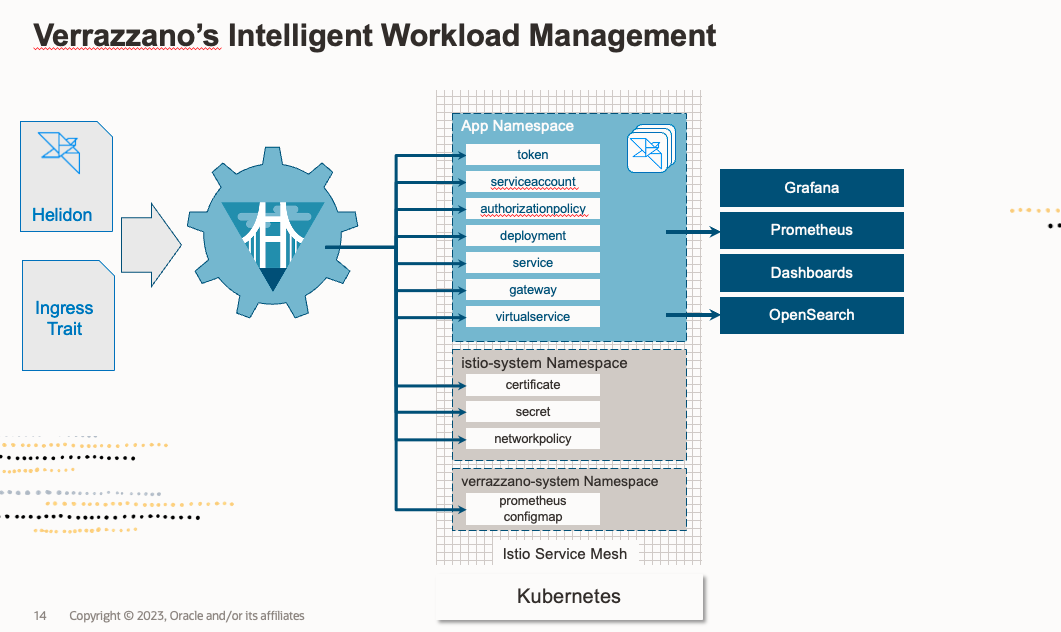 Verrazzano's Intelligent Workload Management
Helidon
Ingress
Trait
App Namespace
token
serviceaccount
authorizationpolicy
deployment
service
gateway
virtualservice
istio-system Namespace
certificate
secret
networkpolicy
verrazzano-system Namespace
prometheus
configmap
Istio Service Mesh
Kubernetes
Grafana
Prometheus
Dashboards
OpenSearch
14 Copyright © 2023, Oracle and/or its affiliates